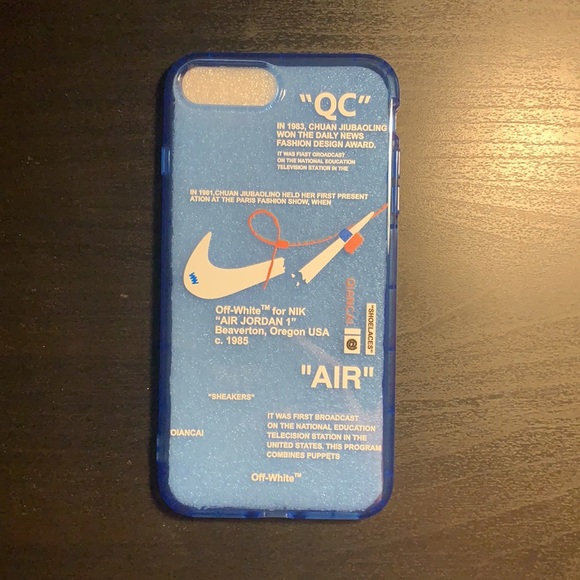 "QC"
IN 1983, CHUAN JIUBAOLING
WON THE DAILY NEWS
FASHION DESIGN AWARD.
IT WAS FIAST OROADCAST
ON THE NATIONAL EDUCATION
TELEVISION STATION IN THE
IN 1981,CHUAN JIUBAOLINO HELD HER FIRST PRESENT
ATION AT THE PARIS FASHION SHOW, WHEN
Off-White™ for NIK
"AIR JORDAN 1"
Beaverton, Oregon USA
c. 1985
@
"SHOELACES"
"AIR"
"SHEAKERS"
IT WAS FIRST BROADCAST
ON THE NATIONAL EDUCATION
TELECISION STATION IN THE
UNITED STATES, THIS PROGRAM
COMBINES PUPPETS
OIANCAI
Off-White™